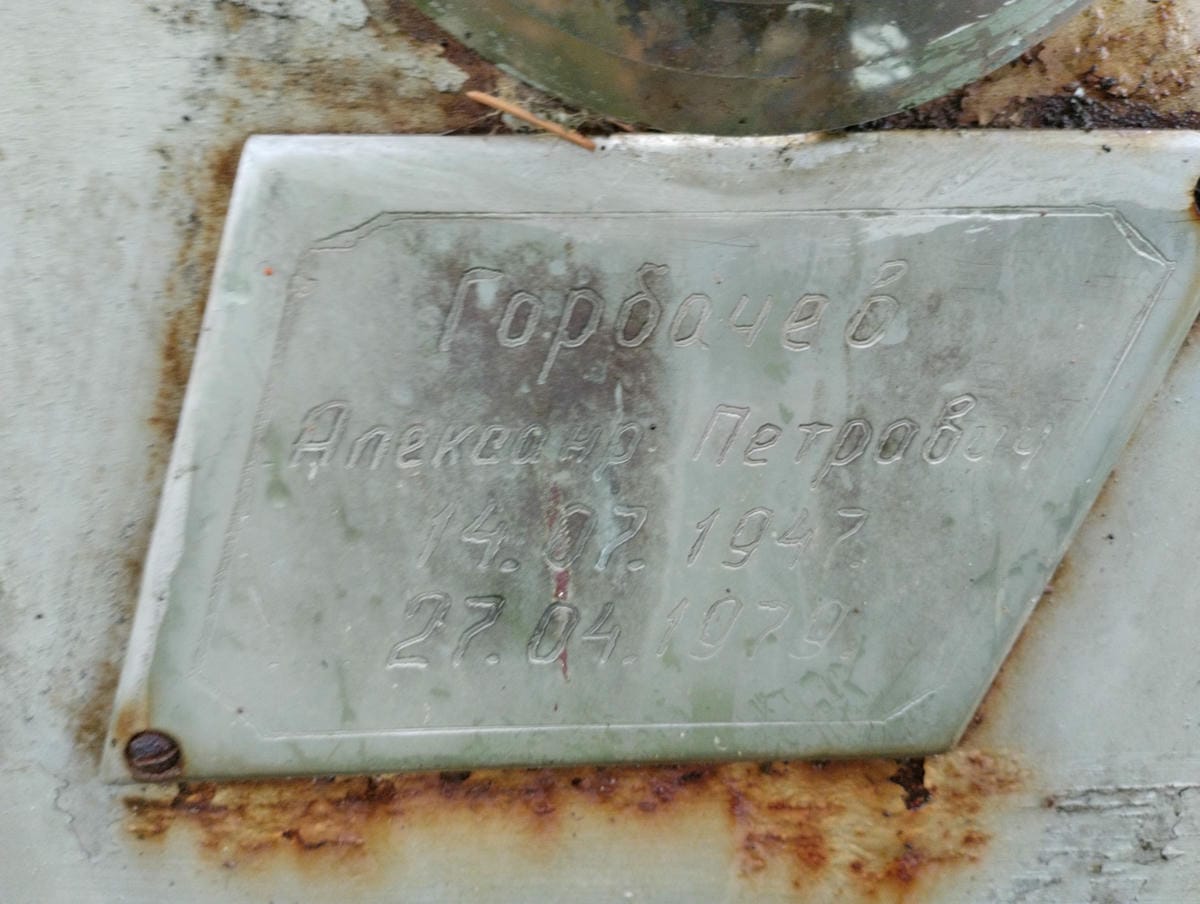 Горбачев
Александр Петрович
14.07.1947.
27.04.1979.